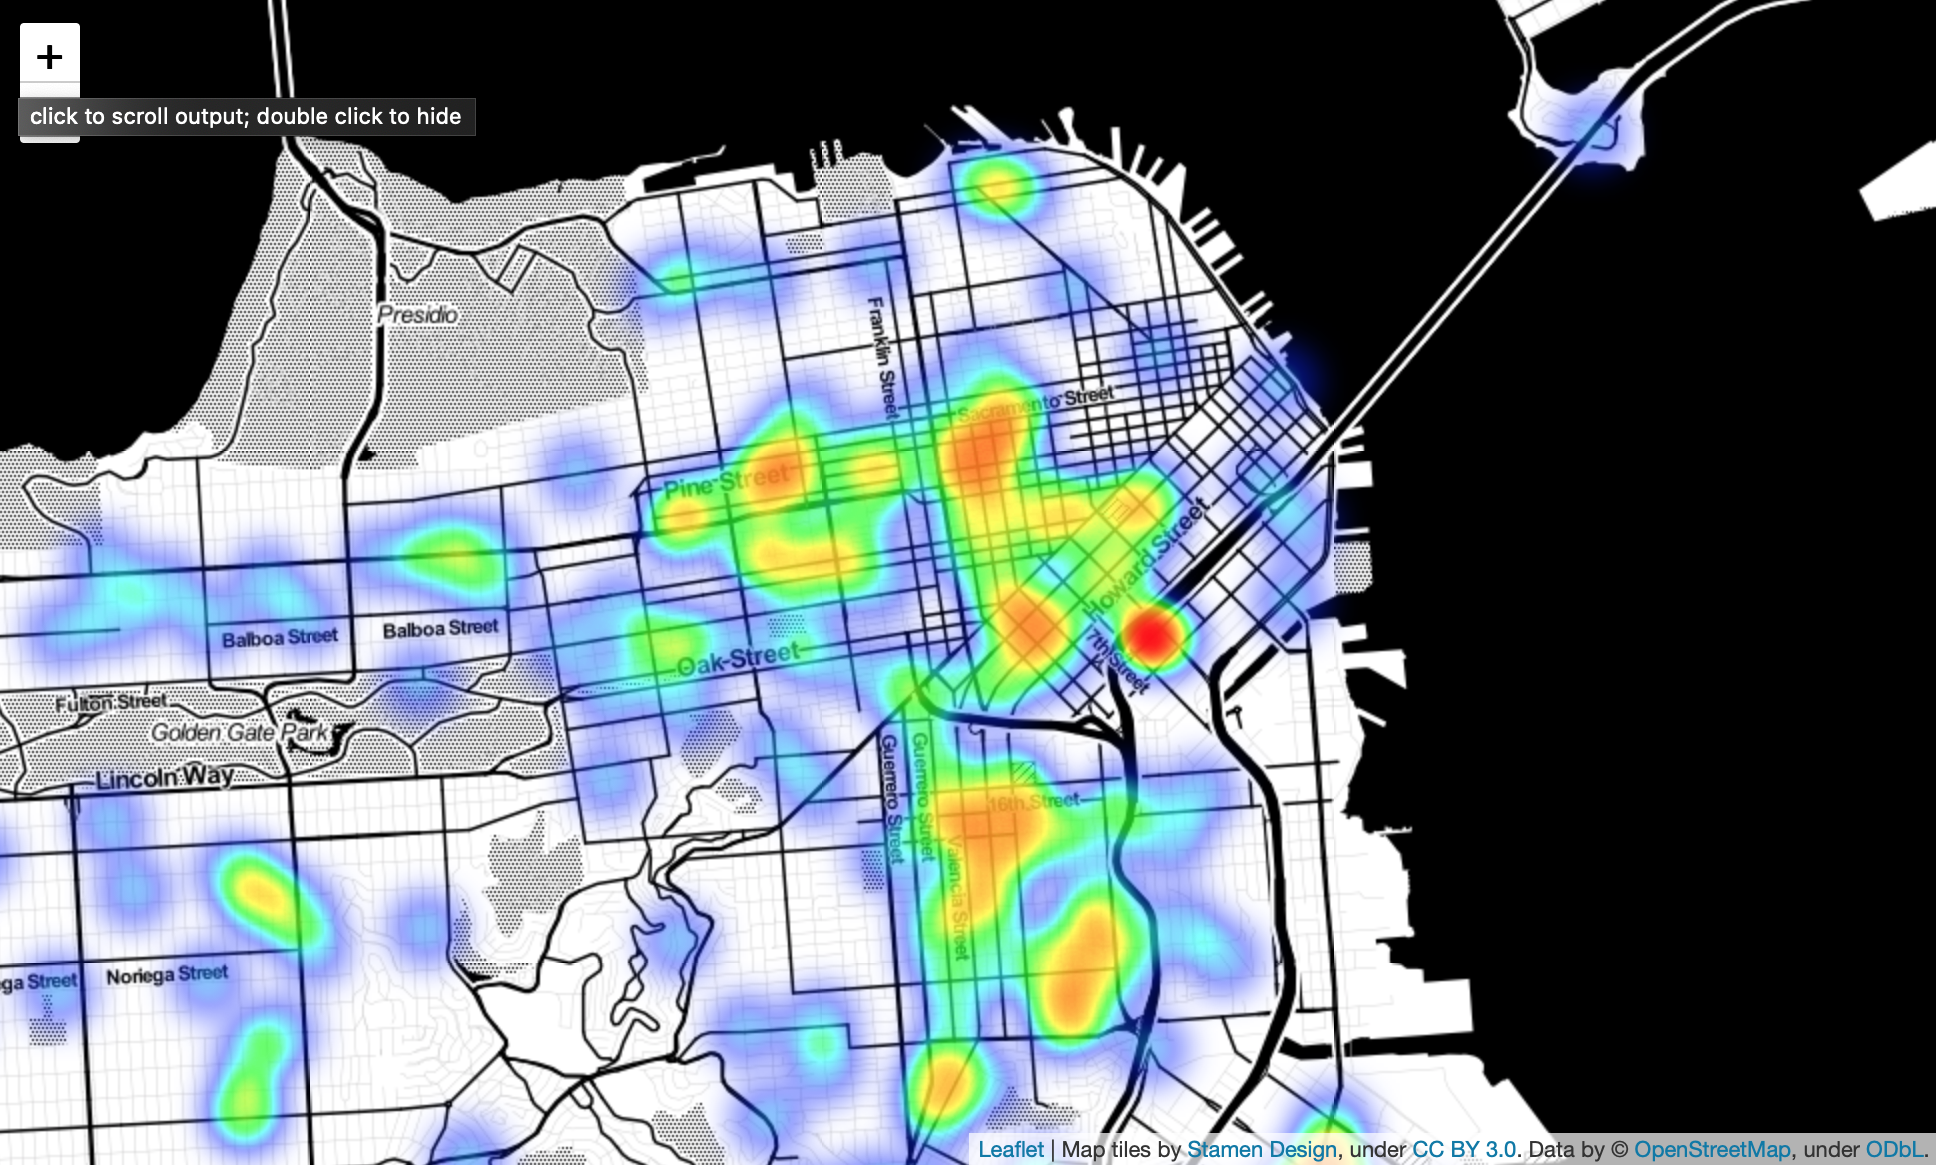 +
click to scroll output; double click to hide
Presidio
Franklin Street
Sacramento Street
Pine Street
Howard Street
7th Street
Balboa Street
Balboa Street
Oak Street
Fulton Street
Golden Gate Park
Lincoln Way
Guerrero Street
Guerrero Street
16th Street
Valencia Street
ga Street
Noriega Street
Leaflet | Map tiles by Stamen Design, under CC BY 3.0. Data by © OpenStreetMap, under ODbL.